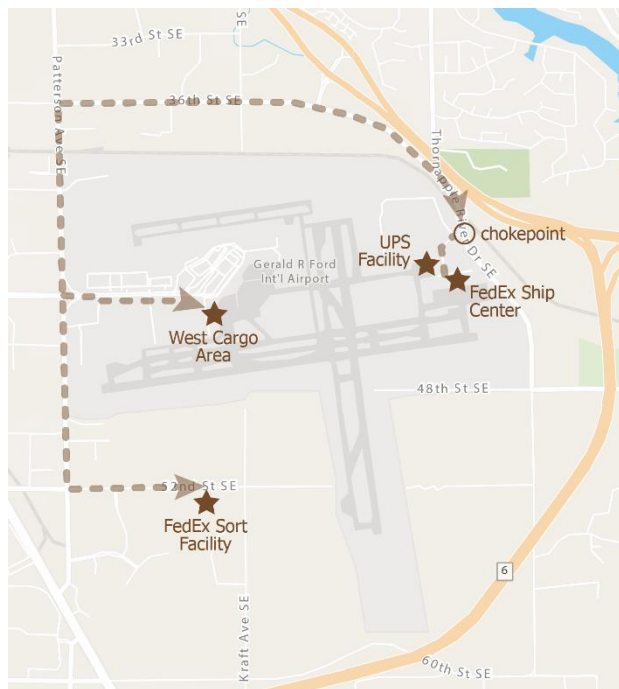 33rd St SE
SE
Patterson Ave SE
36th St SE
Thornapple River Dr SE
chokepoint
UPS
Facility
Gerald R Ford
Int'l Airport
FedEx Ship
Center
West Cargo
Area
48th St SE
52nd St SE
FedEx Sort
Facility
6
Kraft Ave SE
60th St SE